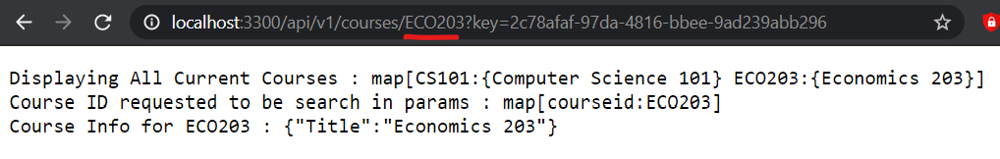 localhost:3300/api/v1/courses/ECO203?key=2c78afaf-97da-4816-bbee-9ad239abb296
Displaying All Current Courses : map[CS101:{Computer Science 101} ECO203:{Economics 203}]
Course ID requested to be search in params : map[courseid:ECO203]
Course Info for ECO203 : {"Title":"Economics 203"}